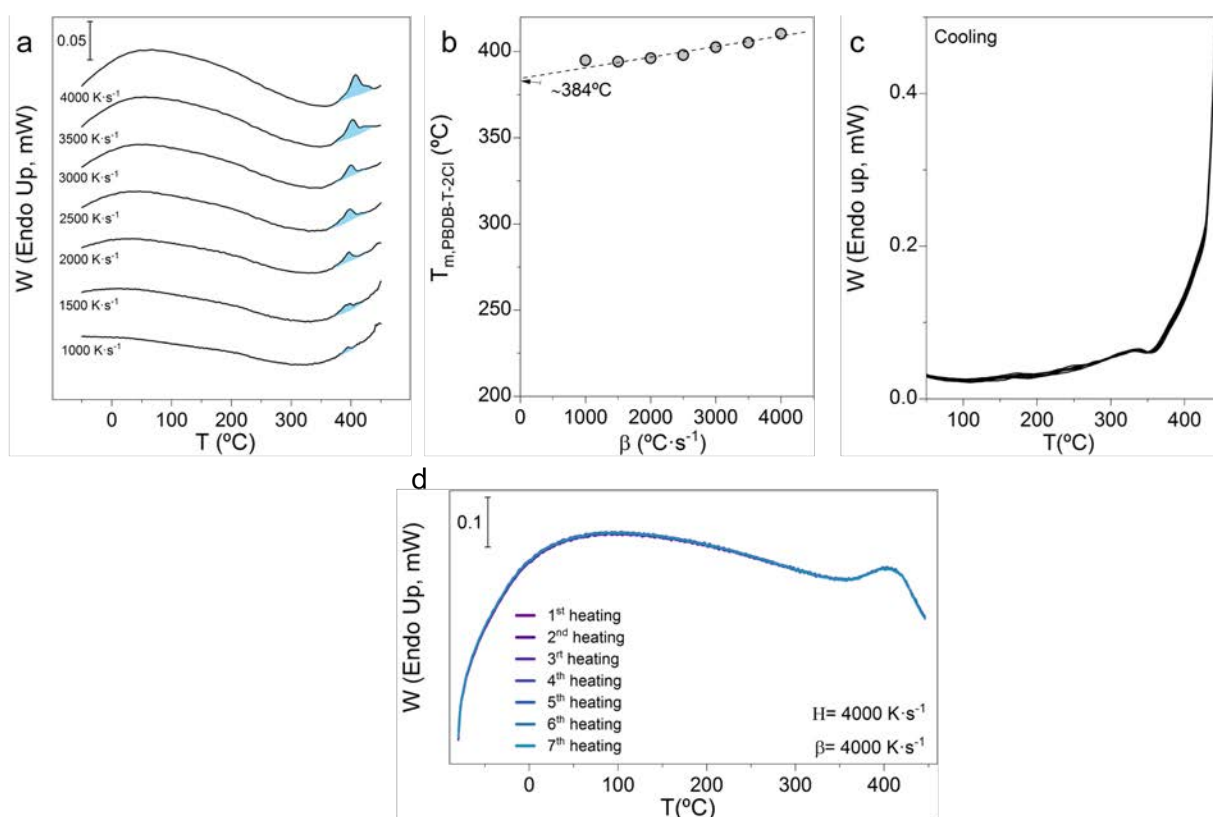 a
0.05
4000 K·s⁻¹
3500 K·s⁻¹
3000 K·s⁻¹
2500 K·s⁻¹
2000 K·s⁻¹
1500 K·s⁻¹
1000 K·s⁻¹
W (Endo Up, mW)
0 100 200 300 400
T (ºC)
b
400
350
300
250
200
~384ºC
Tm,PBDB-T-2Cl (ºC)
0 1000 2000 3000 4000
β (ºC·s⁻¹)
c
Cooling
0.4
0.2
0.0
W (Endo up, mW)
100 200 300 400
T(ºC)
d
0.1
W (Endo Up, mW)
1st heating
2nd heating
3rt heating
4th heating
5th heating
6th heating
7th heating
H= 4000 K·s⁻¹
β= 4000 K·s⁻¹
0 100 200 300 400
T(ºC)